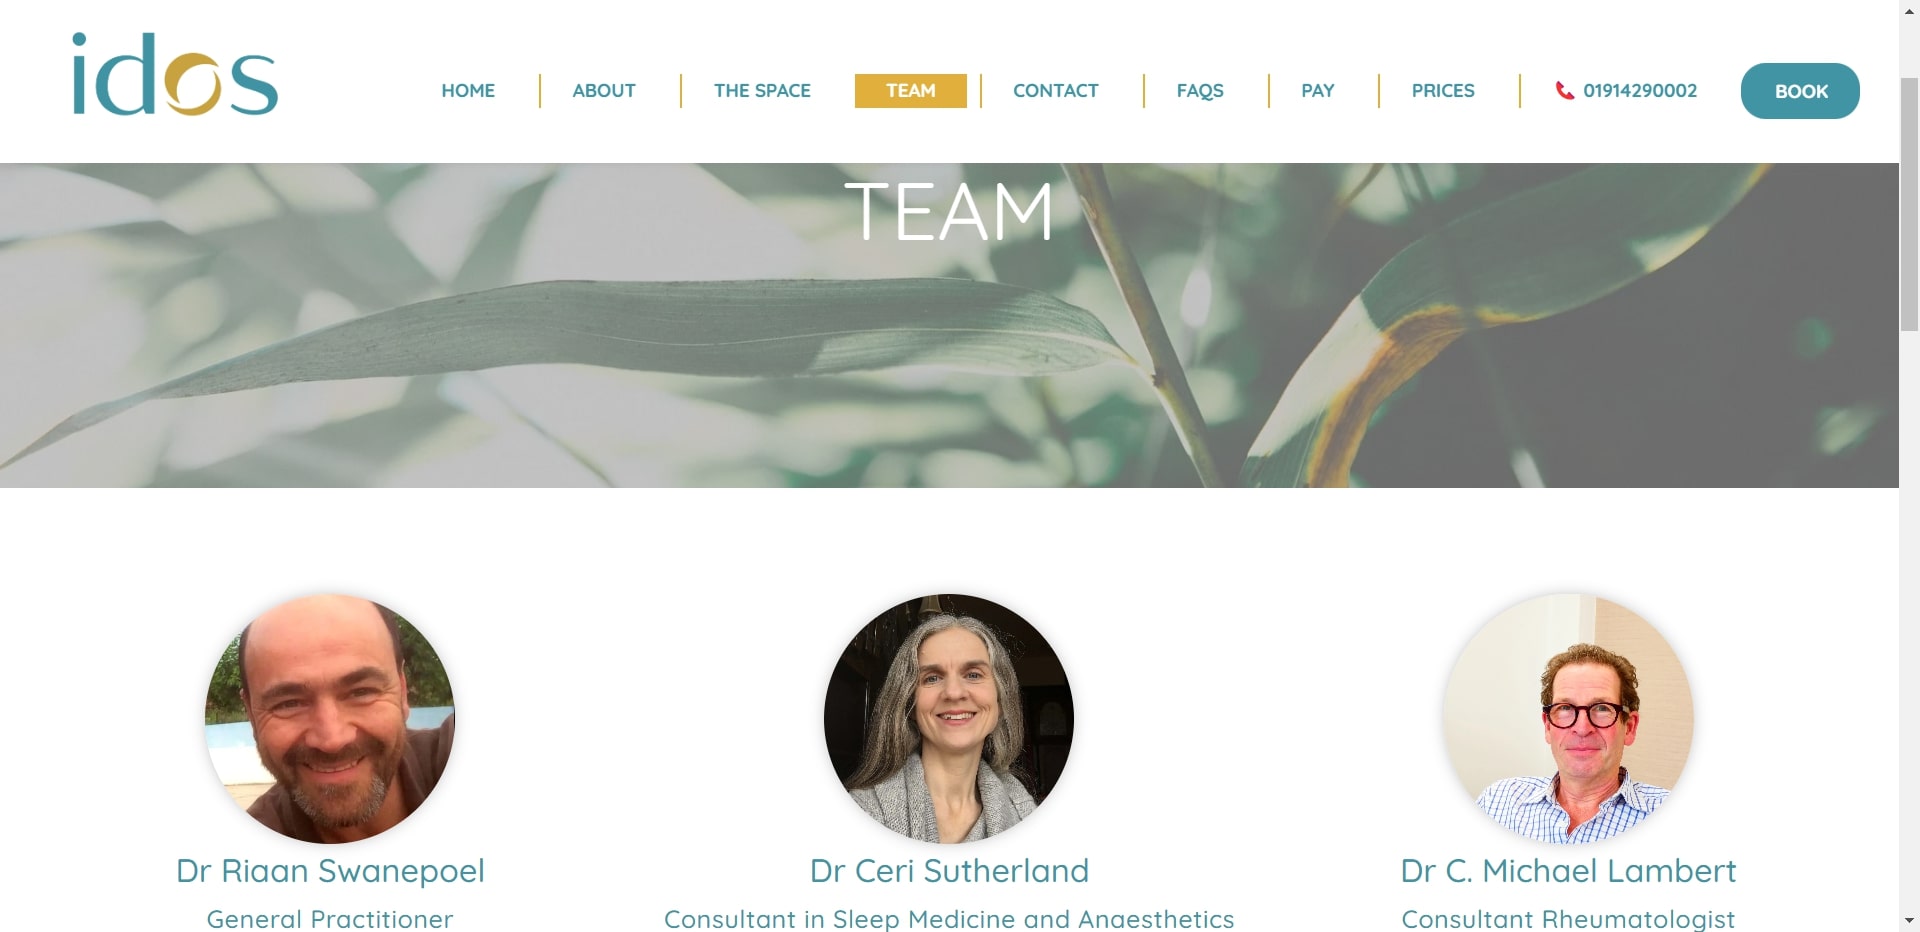 idos
HOME
ABOUT
THE SPACE
TEAM
CONTACT
FAQS
PAY
PRICES
01914290002
BOOK
TEAM
Dr Riaan Swanepoel
General Practitioner
Dr Ceri Sutherland
Consultant in Sleep Medicine and Anaesthetics
Dr C. Michael Lambert
Consultant Rheumatologist